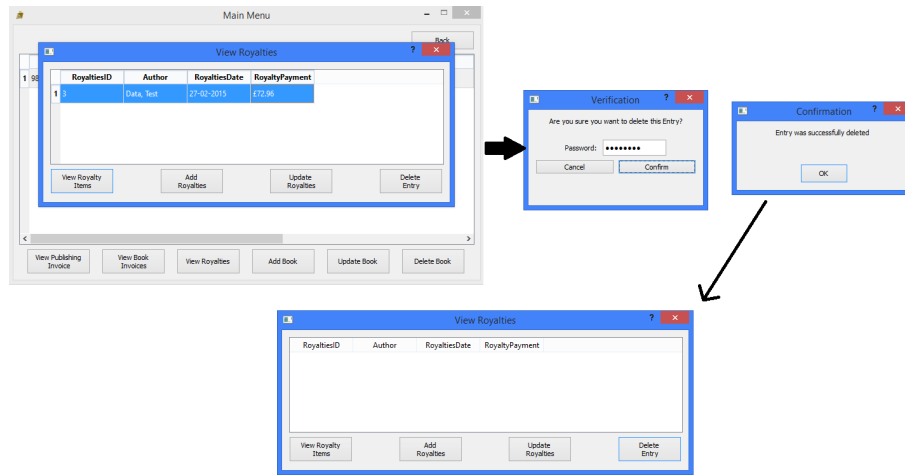 Main Menu
Back
View Royalties
?
RoyaltiesID Author RoyaltiesDate RoyaltyPayment
1 98
1 3 Data, Test 27-02-2015 £72.96
View Royalty
Items
Add
Royalties
Update
Royalties
Delete
Entry
View Publishing
Invoice
View Book
Invoices
View Royalties
Add Book
Update Book
Delete Book
Verification
?
Are you sure you want to delete this Entry?
Password: ••••••••
Cancel
Confirm
Confirmation
?
Entry was successfully deleted
OK
View Royalties
?
RoyaltiesID Author RoyaltiesDate RoyaltyPayment
View Royalty
Items
Add
Royalties
Update
Royalties
Delete
Entry